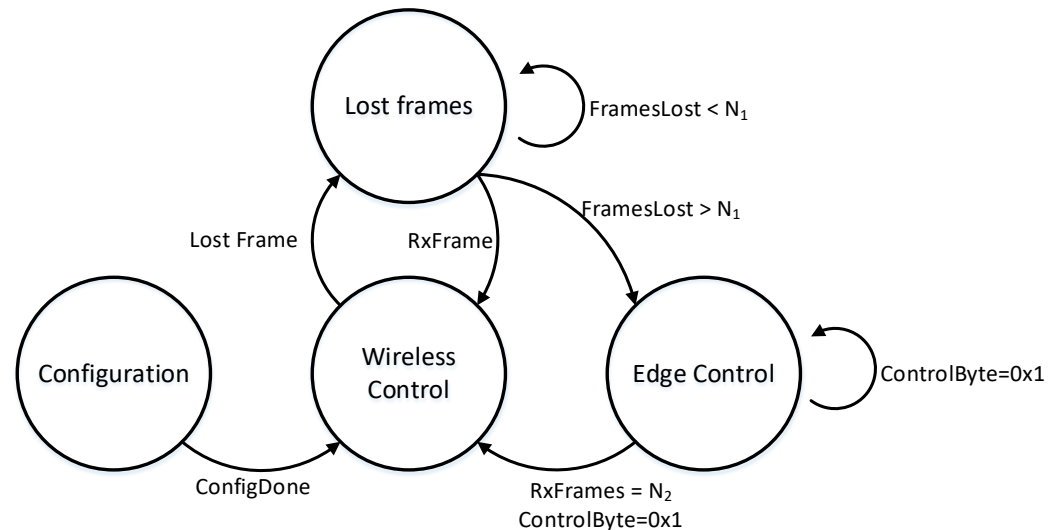 Lost frames
FramesLost < N₁
FramesLost > N₁
Lost Frame
RxFrame
Configuration
Wireless
Control
Edge Control
ControlByte=0x1
ConfigDone
RxFrames = N₂
ControlByte=0x1